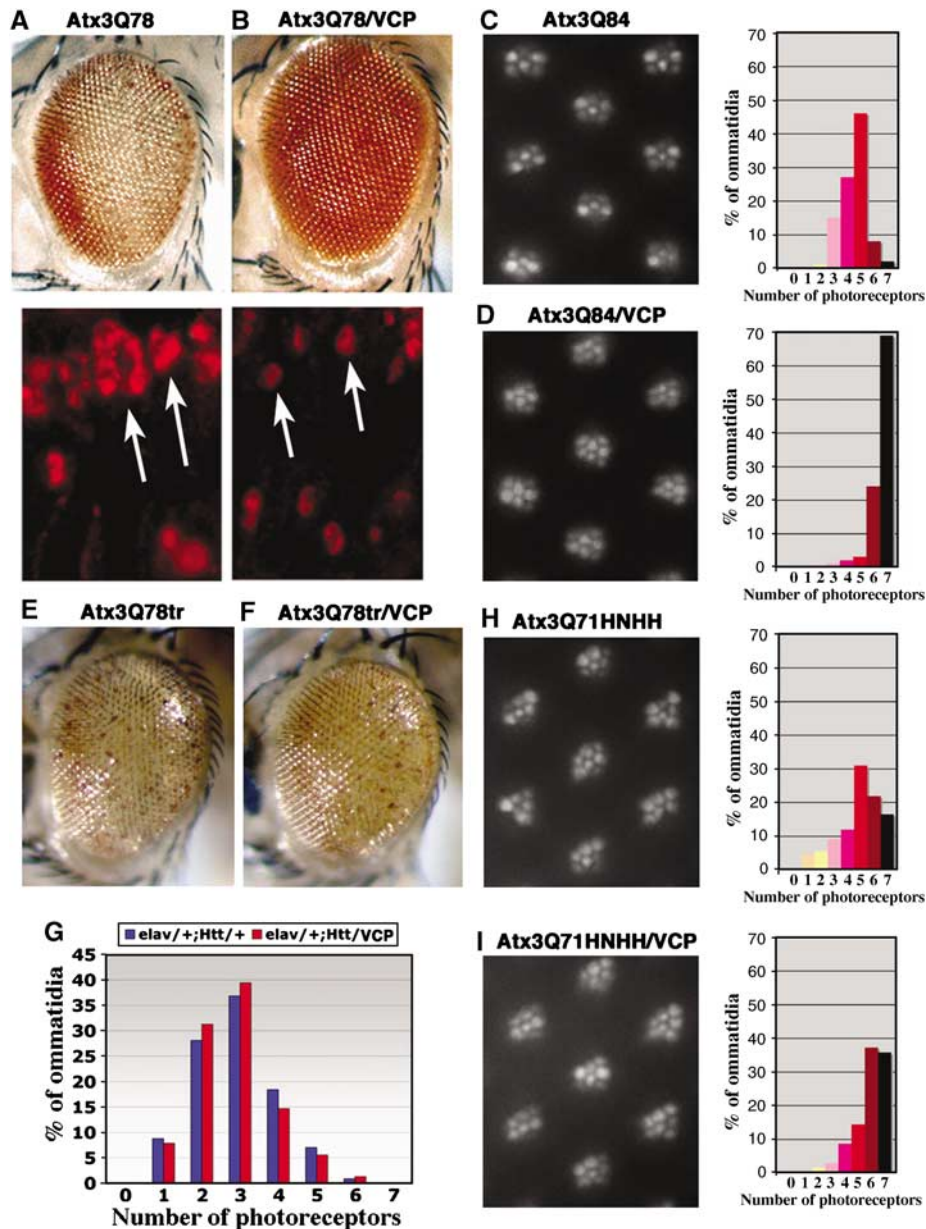 A Atx3Q78
B Atx3Q78/VCP
C Atx3Q84
% of ommatidia
70
60
50
40
30
20
10
0
0 1 2 3 4 5 6 7
Number of photoreceptors
D Atx3Q84/VCP
% of ommatidia
70
60
50
40
30
20
10
0
0 1 2 3 4 5 6 7
Number of photoreceptors
E Atx3Q78tr
F Atx3Q78tr/VCP
H Atx3Q71HNHH
% of ommatidia
70
60
50
40
30
20
10
0
0 1 2 3 4 5 6 7
Number of photoreceptors
G
elav/+;Htt/+ elav/+;Htt/VCP
% of ommatidia
45
40
35
30
25
20
15
10
5
0
0 1 2 3 4 5 6 7
Number of photoreceptors
I Atx3Q71HNHH/VCP
% of ommatidia
70
60
50
40
30
20
10
0
0 1 2 3 4 5 6 7
Number of photoreceptors